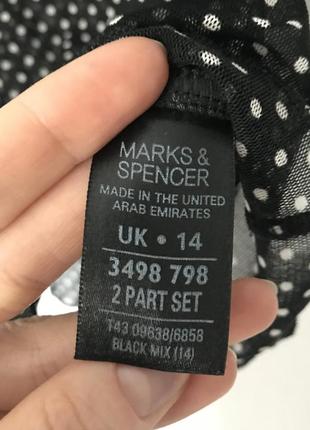 MARKS &
SPENCER
MADE IN THE UNITED
ARAB EMIRATES
UK • 14
3498 798
2 PART SET
T43 09638/6858
BLACK MIX (14)